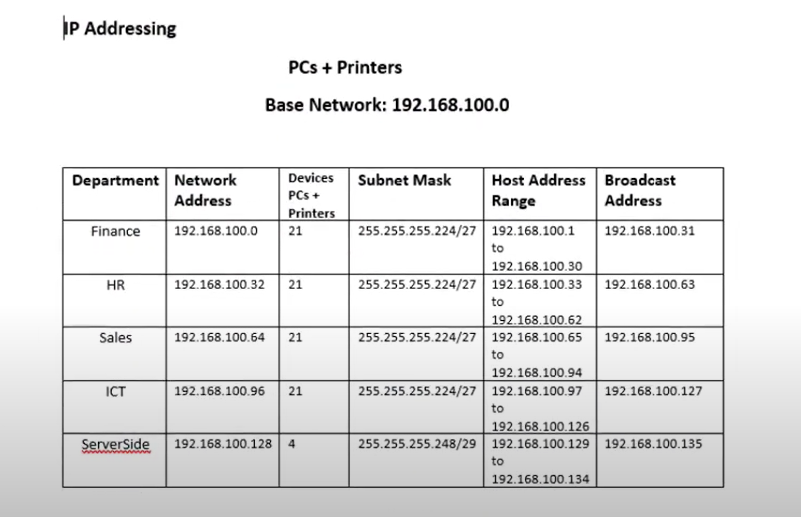 IP Addressing
PCs + Printers
Base Network: 192.168.100.0
Department Network Address Devices PCs + Printers Subnet Mask Host Address Range Broadcast Address
Finance 192.168.100.0 21 255.255.255.224/27 192.168.100.1 to 192.168.100.30 192.168.100.31
HR 192.168.100.32 21 255.255.255.224/27 192.168.100.33 to 192.168.100.62 192.168.100.63
Sales 192.168.100.64 21 255.255.255.224/27 192.168.100.65 to 192.168.100.94 192.168.100.95
ICT 192.168.100.96 21 255.255.255.224/27 192.168.100.97 to 192.168.100.126 192.168.100.127
ServerSide 192.168.100.128 4 255.255.255.248/29 192.168.100.129 to 192.168.100.134 192.168.100.135